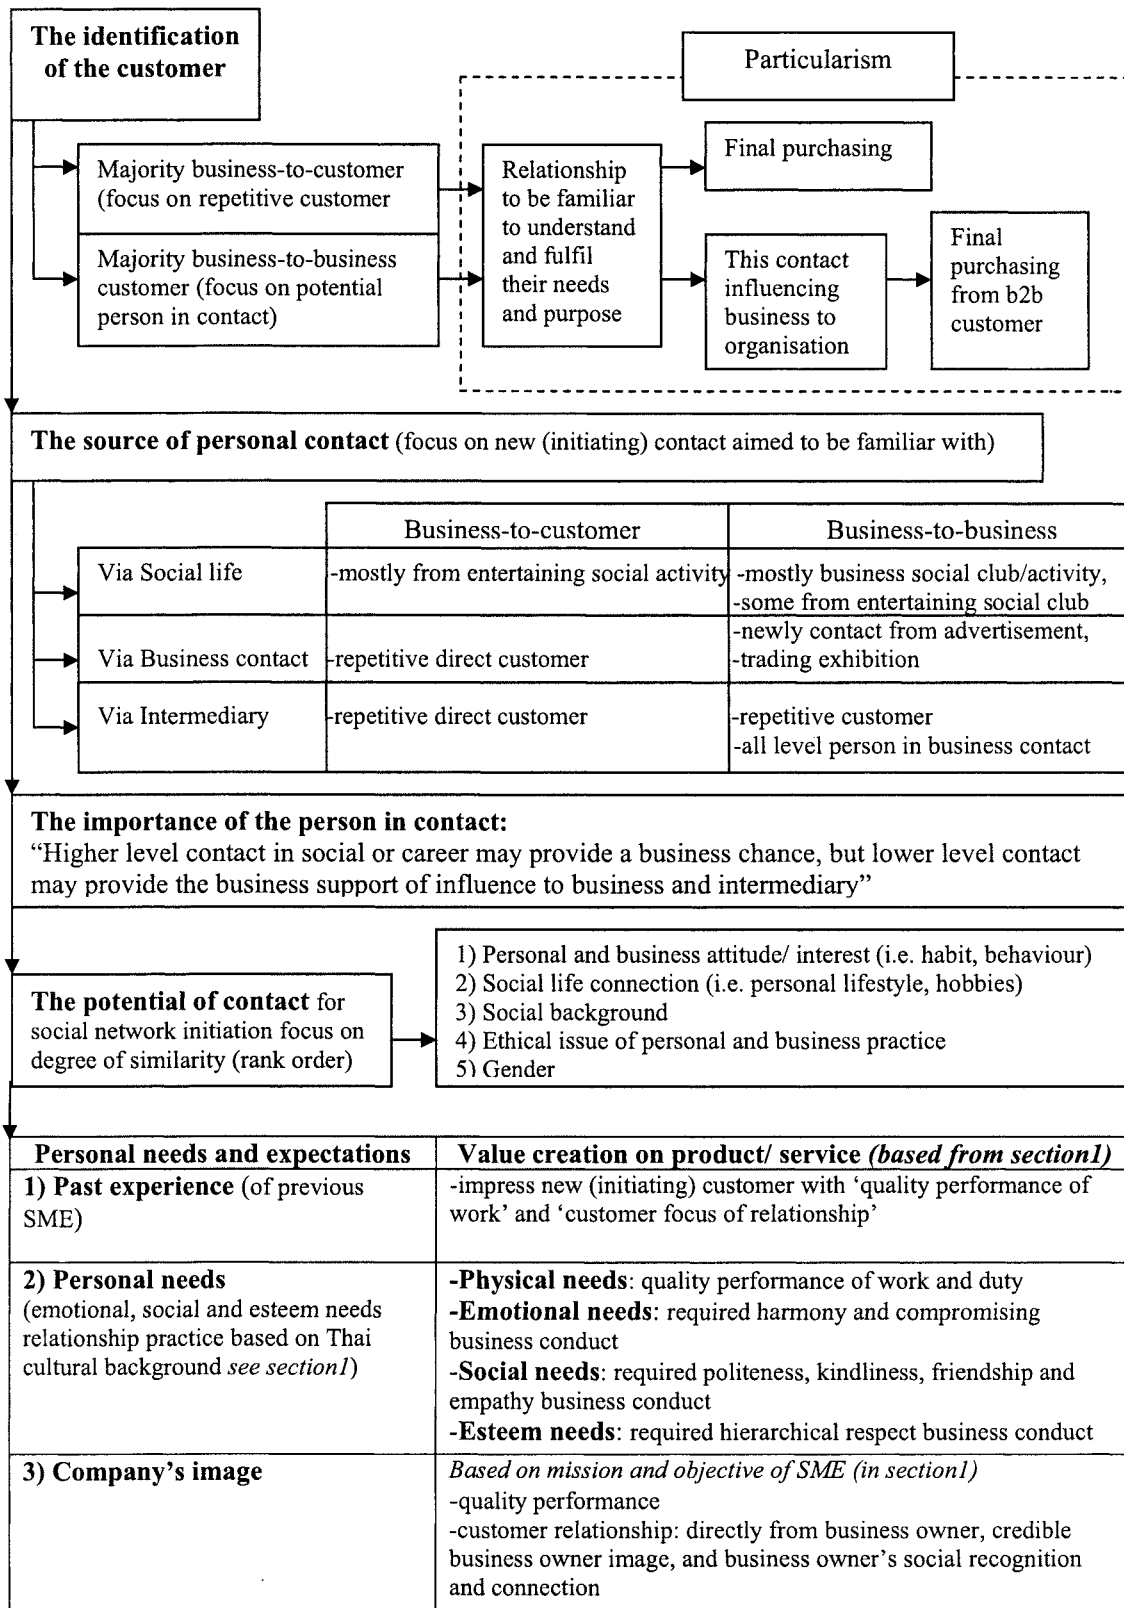 The identification
of the customer
Particularism
Majority business-to-customer
(focus on repetitive customer
Majority business-to-business
customer (focus on potential
person in contact)
Relationship
to be familiar
to understand
and fulfil
their needs
and purpose
Final purchasing
This contact
influencing
business to
organisation
Final
purchasing
from b2b
customer
The source of personal contact (focus on new (initiating) contact aimed to be familiar with)
Business-to-customer
Business-to-business
Via Social life
-mostly from entertaining social activity
-mostly business social club/activity,
-some from entertaining social club
Via Business contact
-repetitive direct customer
-newly contact from advertisement,
-trading exhibition
Via Intermediary
-repetitive direct customer
-repetitive customer
-all level person in business contact
The importance of the person in contact:
“Higher level contact in social or career may provide a business chance, but lower level contact
may provide the business support of influence to business and intermediary”
The potential of contact for
social network initiation focus on
degree of similarity (rank order)
1) Personal and business attitude/ interest (i.e. habit, behaviour)
2) Social life connection (i.e. personal lifestyle, hobbies)
3) Social background
4) Ethical issue of personal and business practice
5) Gender
Personal needs and expectations
Value creation on product/ service (based from section1)
1) Past experience (of previous
SME)
-impress new (initiating) customer with ‘quality performance of
work’ and ‘customer focus of relationship’
2) Personal needs
(emotional, social and esteem needs
relationship practice based on Thai
cultural background see section1)
-Physical needs: quality performance of work and duty
-Emotional needs: required harmony and compromising
business conduct
-Social needs: required politeness, kindliness, friendship and
empathy business conduct
-Esteem needs: required hierarchical respect business conduct
3) Company’s image
Based on mission and objective of SME (in section1)
-quality performance
-customer relationship: directly from business owner, credible
business owner image, and business owner’s social recognition
and connection